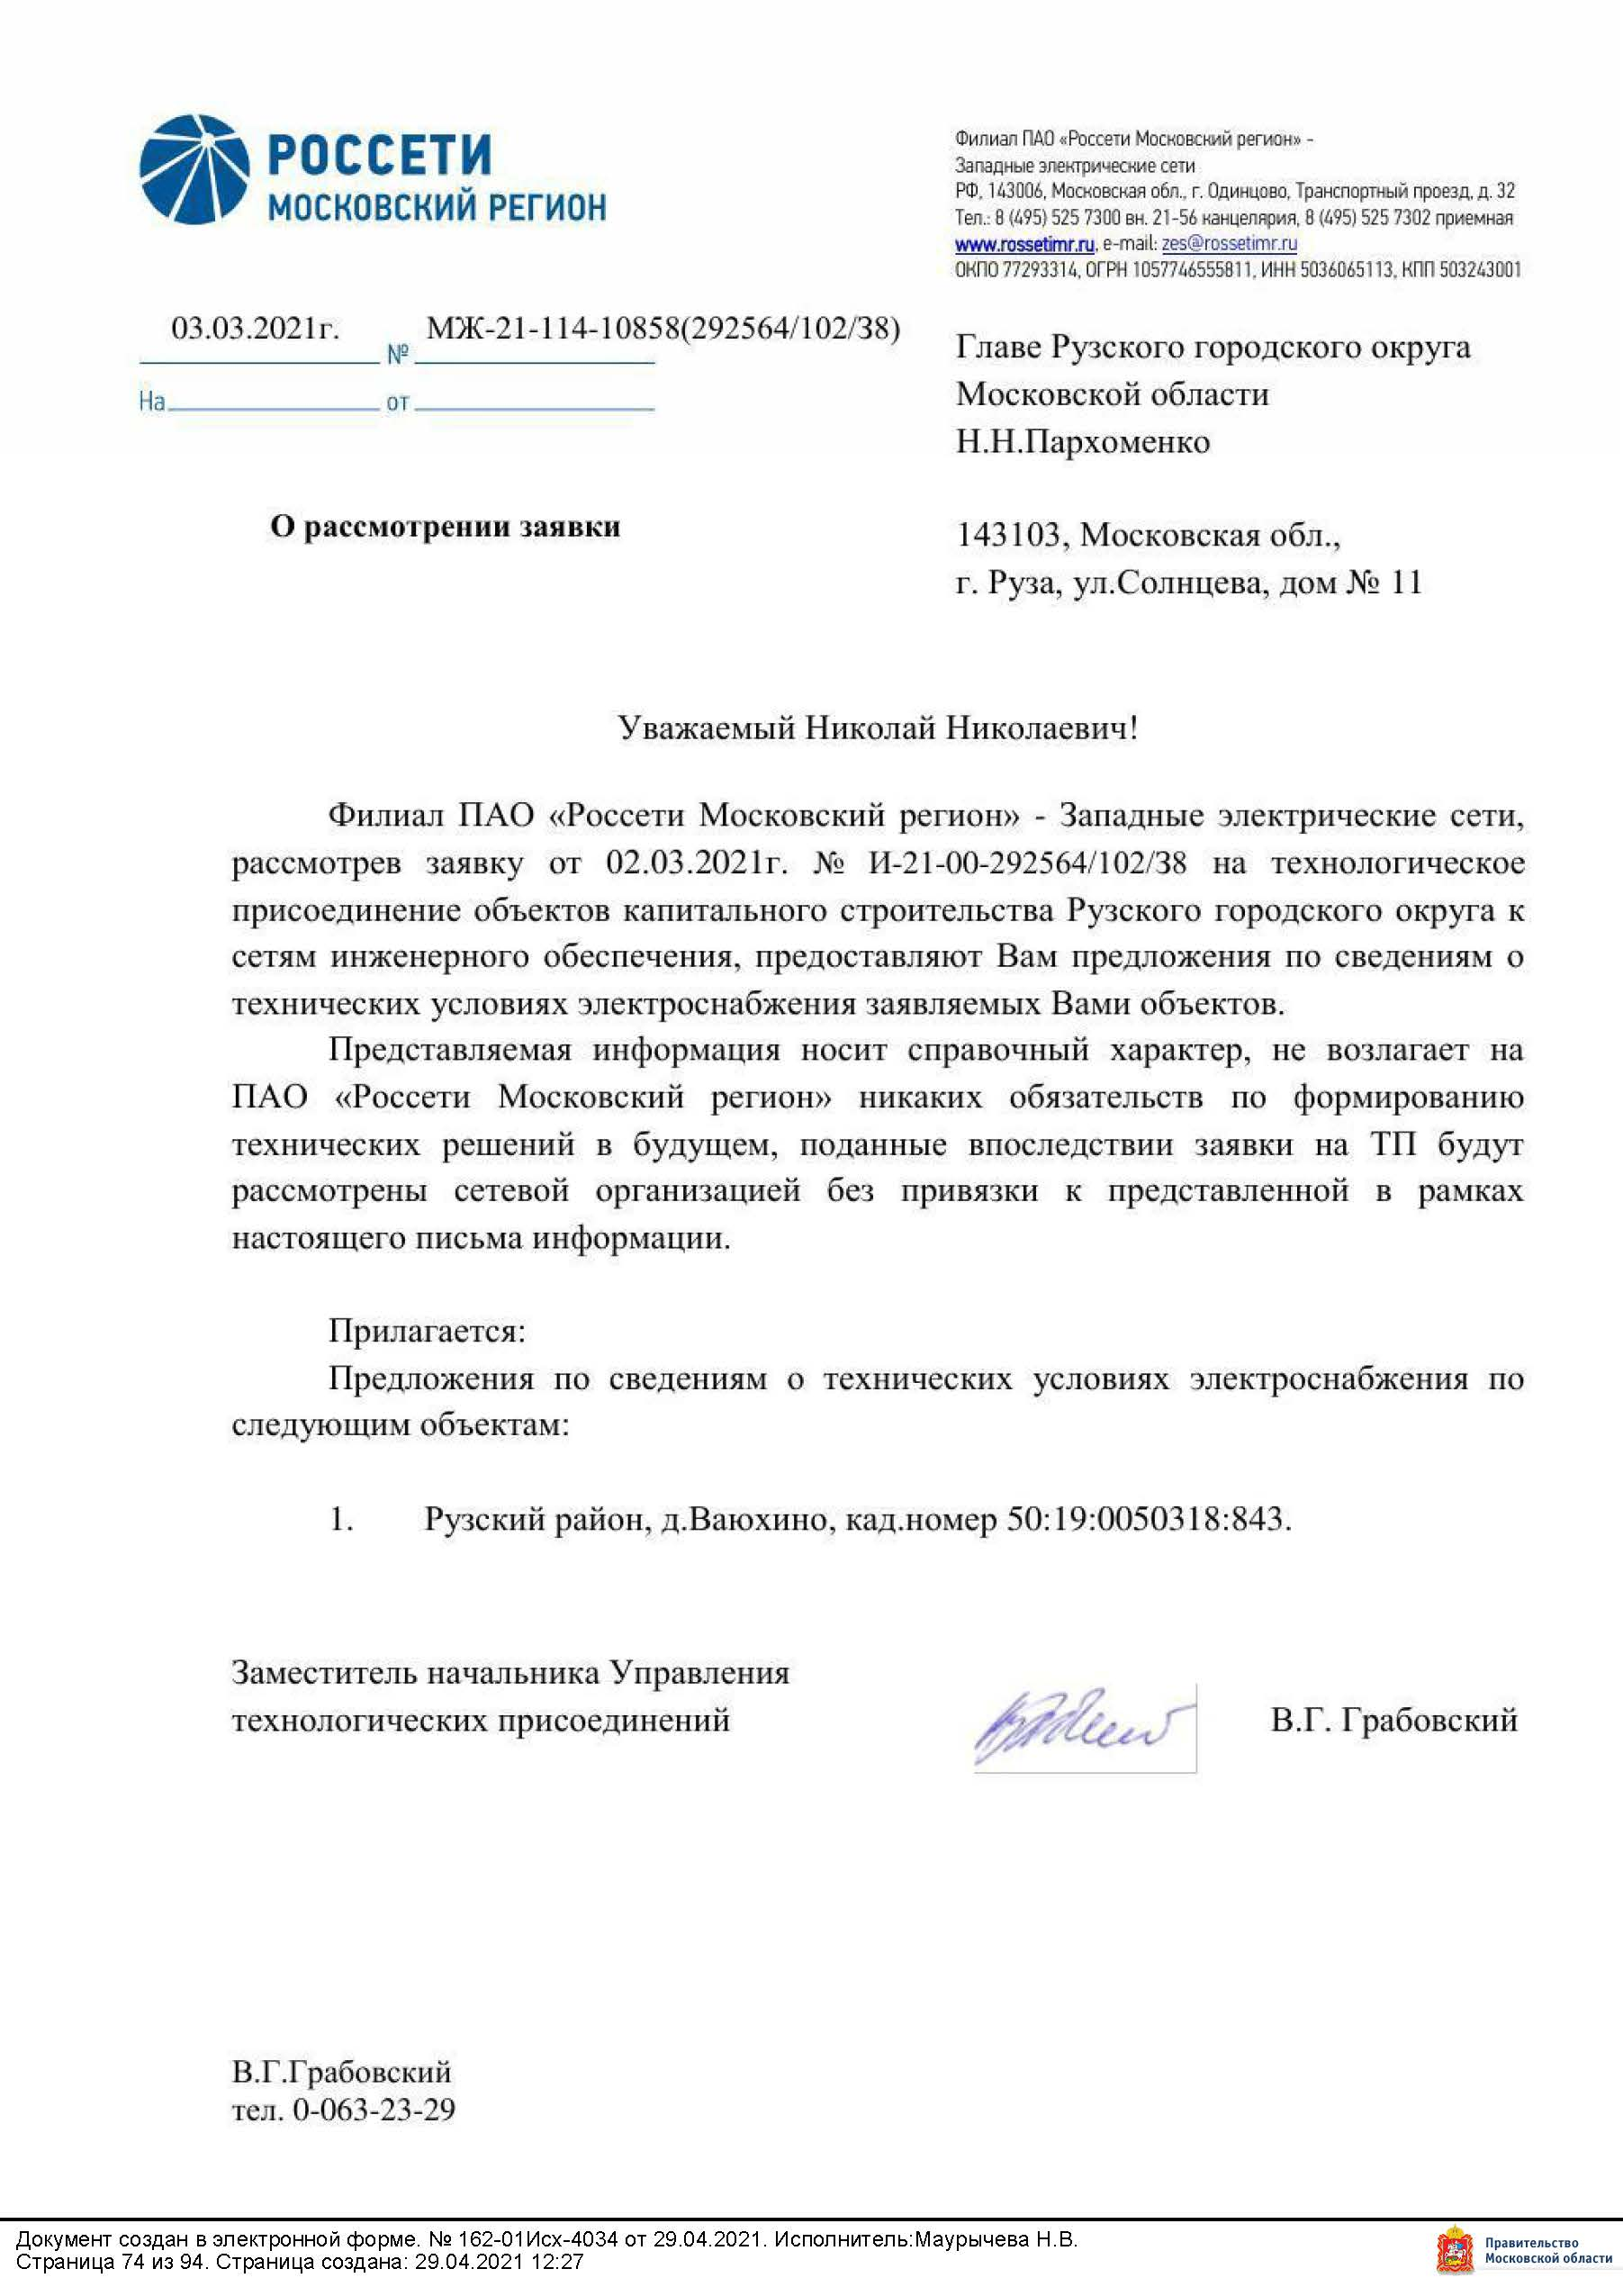 РОССЕТИ
МОСКОВСКИЙ РЕГИОН
Филиал ПАО «Россети Московский регион» -
Западные электрические сети
РФ, 143006, Московская обл., г. Одинцово, Транспортный проезд, д. 32
Тел.: 8 (495) 525 7300 вн. 21-56 канцелярия, 8 (495) 525 7302 приемная
www.rossetimr.ru, e-mail: zes@rossetimr.ru
ОКПО 77293314, ОГРН 1057746555811, ИНН 5036065113, КПП 503243001
03.03.2021г. № МЖ-21-114-10858(292564/102/38)
На от
Главе Рузского городского округа
Московской области
Н.Н.Пархоменко
О рассмотрении заявки
143103, Московская обл.,
г. Руза, ул.Солнцева, дом № 11
Уважаемый Николай Николаевич!
Филиал ПАО «Россети Московский регион» - Западные электрические сети,
рассмотрев заявку от 02.03.2021г. № И-21-00-292564/102/38 на технологическое
присоединение объектов капитального строительства Рузского городского округа к
сетям инженерного обеспечения, предоставляют Вам предложения по сведениям о
технических условиях электроснабжения заявляемых Вами объектов.
Представляемая информация носит справочный характер, не возлагает на
ПАО «Россети Московский регион» никаких обязательств по формированию
технических решений в будущем, поданные впоследствии заявки на ТП будут
рассмотрены сетевой организацией без привязки к представленной в рамках
настоящего письма информации.
Прилагается:
Предложения по сведениям о технических условиях электроснабжения по
следующим объектам:
1. Рузский район, д.Ваюхино, кад.номер 50:19:0050318:843.
Заместитель начальника Управления
технологических присоединений В.Г. Грабовский
В.Г.Грабовский
тел. 0-063-23-29
Документ создан в электронной форме. № 162-01Исх-4034 от 29.04.2021. Исполнитель:Маурычева Н.В.
Страница 74 из 94. Страница создана: 29.04.2021 12:27
Правительство
Московской области